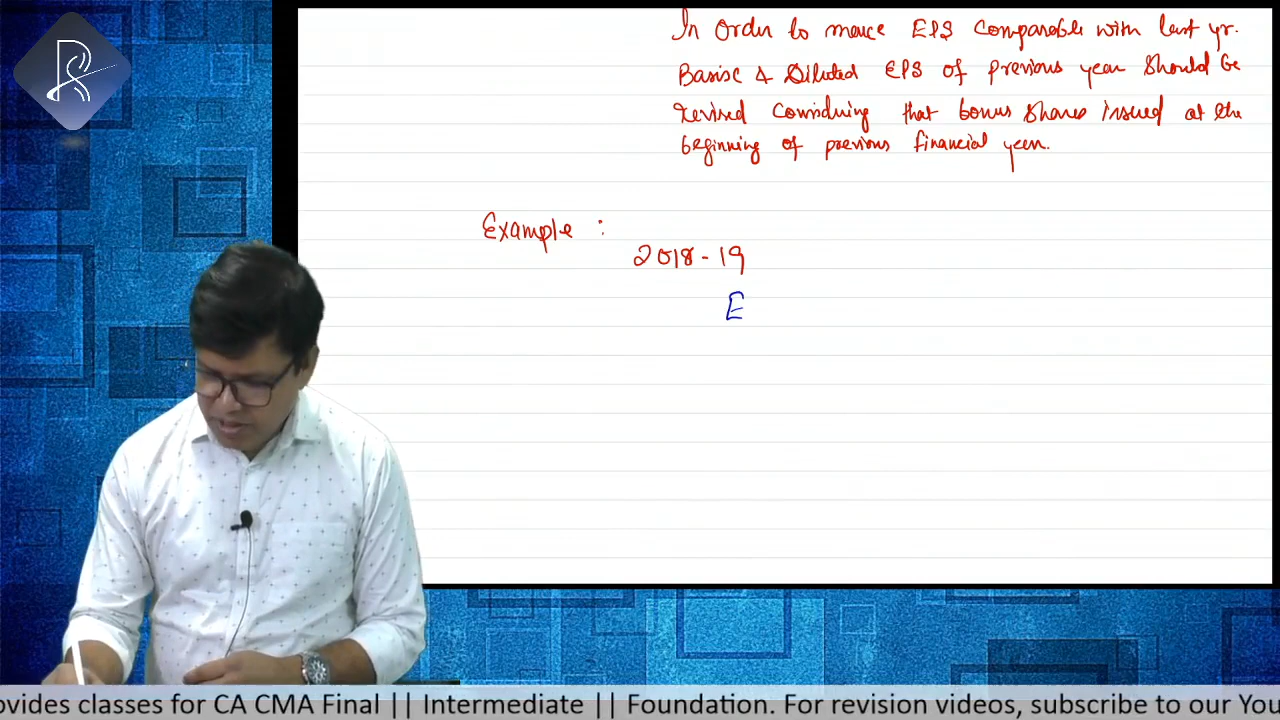 In order to make EPS Comparable with last yr.
Basic & Diluted EPS of previous year Should be
revised Considering that bonus Shares issued at the
beginning of previous financial year.
Example :
2018-19
E
ovides classes for CA CMA Final || Intermediate || Foundation. For revision videos, subscribe to our You